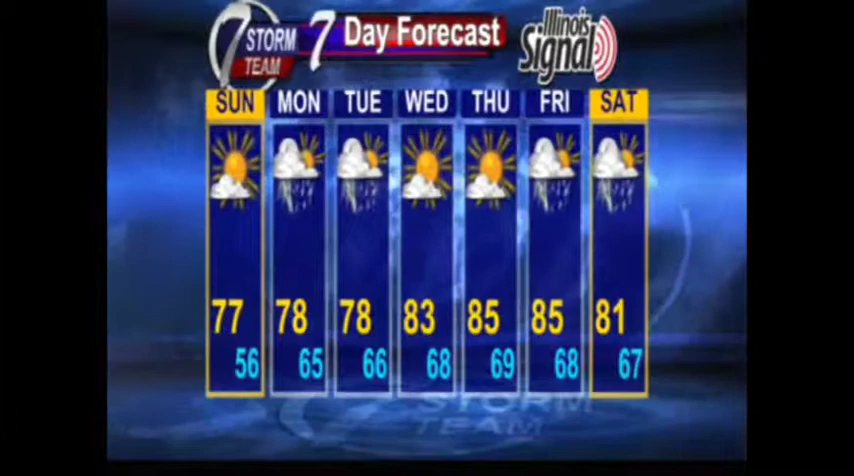 7 STORM TEAM
7 Day Forecast
Illinois Signal
SUN MON TUE WED THU FRI SAT
77 78 78 83 85 85 81
56 65 66 68 69 68 67
STORM
TEAM